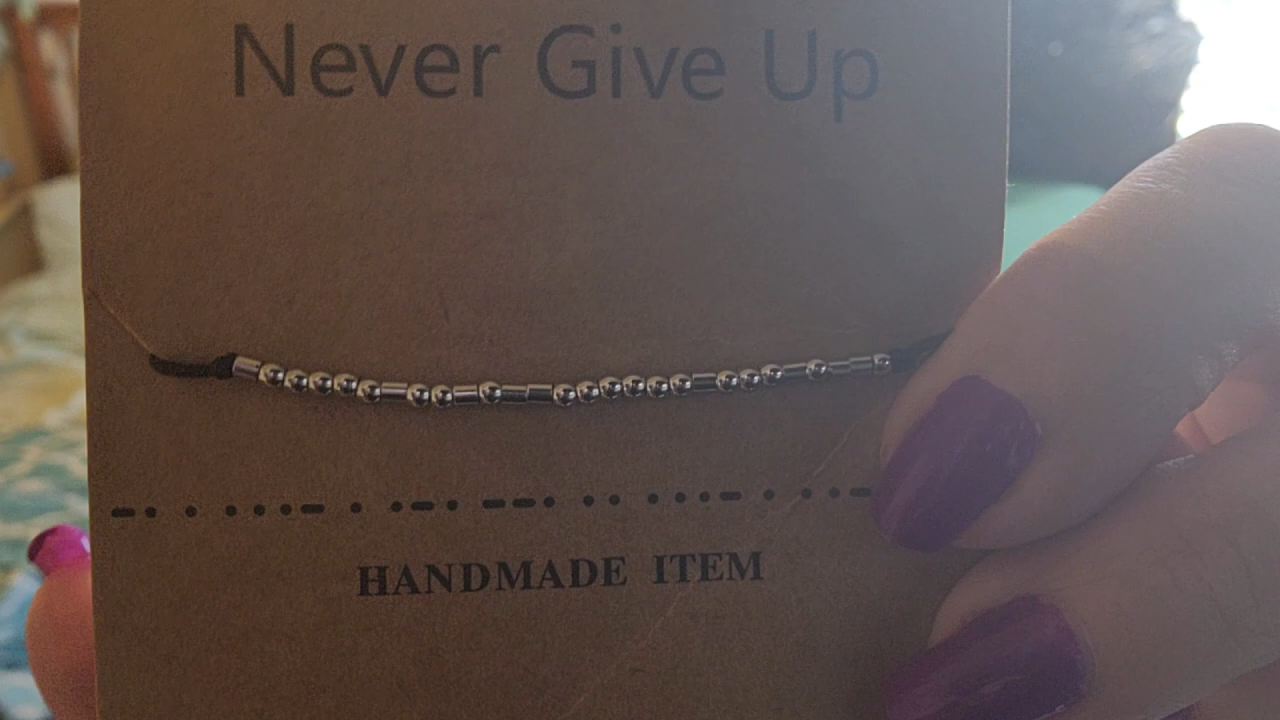 Never Give Up
−· · ···− · ·−· −−· ·· ···− · ··−
HANDMADE ITEM